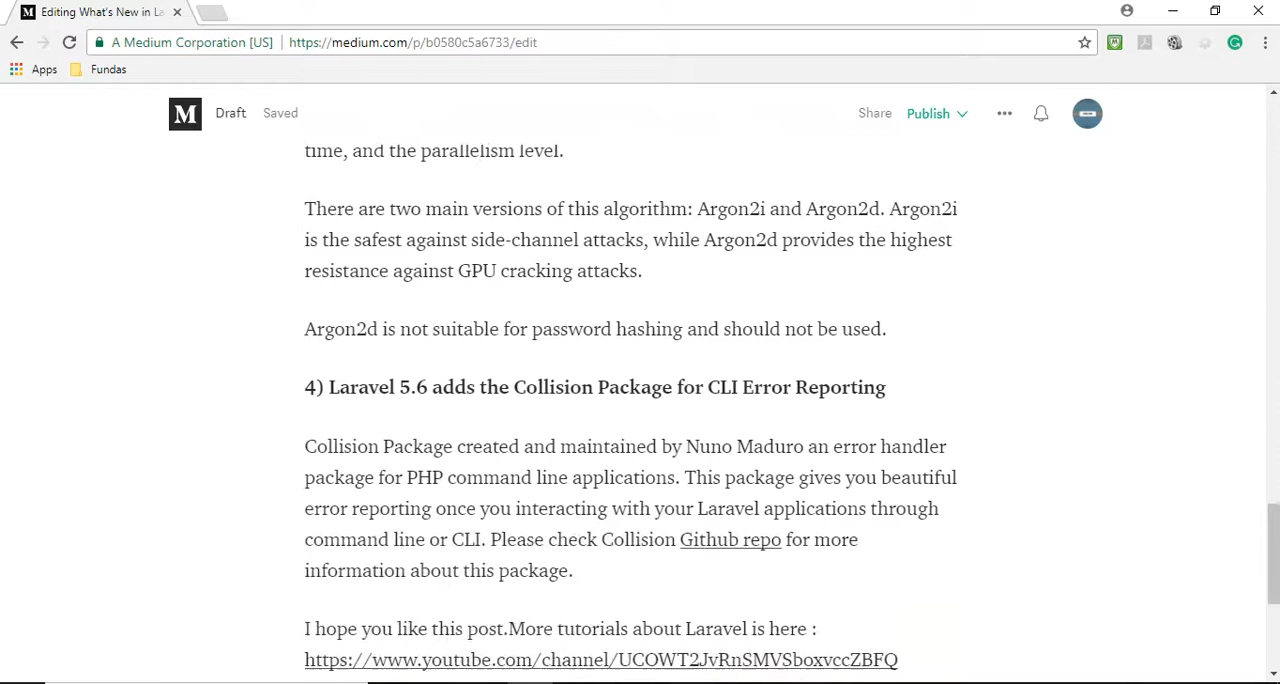 Editing What's New in La
A Medium Corporation [US] https://medium.com/p/b0580c5a6733/edit
Apps Fundas
M Draft Saved Share Publish
time, and the parallelism level.
There are two main versions of this algorithm: Argon2i and Argon2d. Argon2i
is the safest against side-channel attacks, while Argon2d provides the highest
resistance against GPU cracking attacks.
Argon2d is not suitable for password hashing and should not be used.
4) Laravel 5.6 adds the Collision Package for CLI Error Reporting
Collision Package created and maintained by Nuno Maduro an error handler
package for PHP command line applications. This package gives you beautiful
error reporting once you interacting with your Laravel applications through
command line or CLI. Please check Collision Github repo for more
information about this package.
I hope you like this post.More tutorials about Laravel is here :
https://www.youtube.com/channel/UCOWT2JvRnSMVSboxvccZBFQ